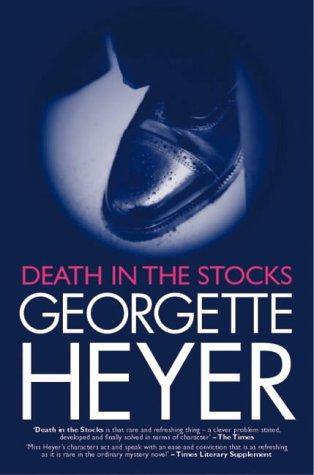 DEATH IN THE STOCKS
GEORGETTE
HEYER
'Death in the Stocks is that rare and refreshing thing – a clever problem stated,
developed and finally solved in terms of character' – The Times
'Miss Heyer's characters act and speak with an ease and conviction that is as refreshing
as it is rare in the ordinary mystery novel' – Times Literary Supplement